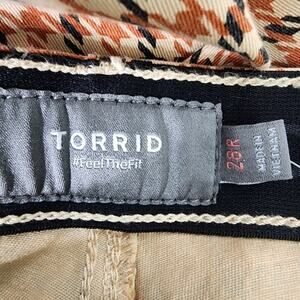 TORRID
#FeelTheFit
28R
MADE IN
VIETNAM